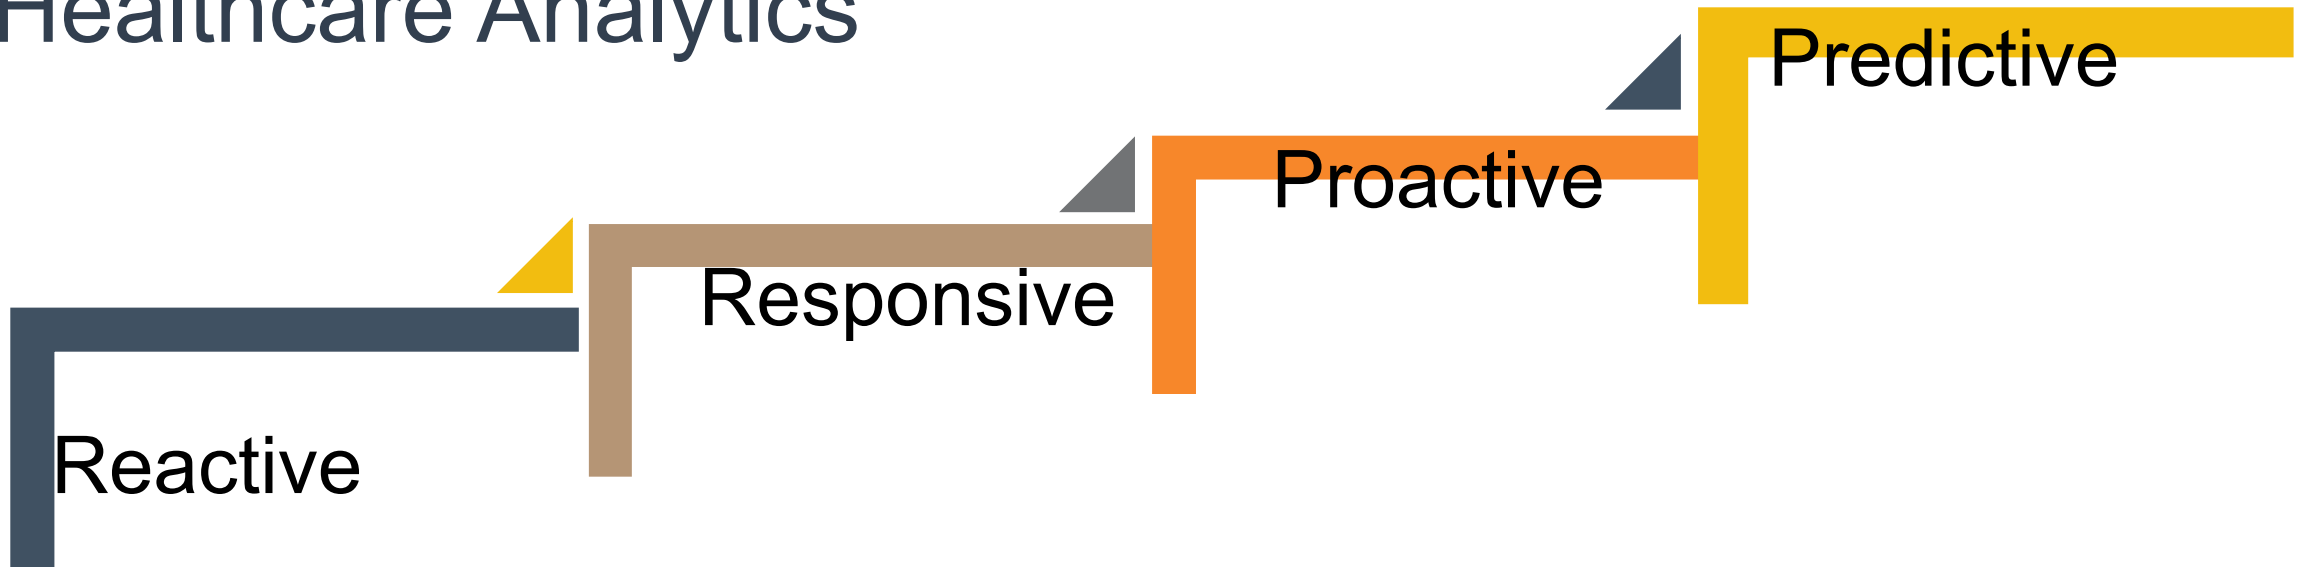 Healthcare Analytics
Predictive
Proactive
Responsive
Reactive